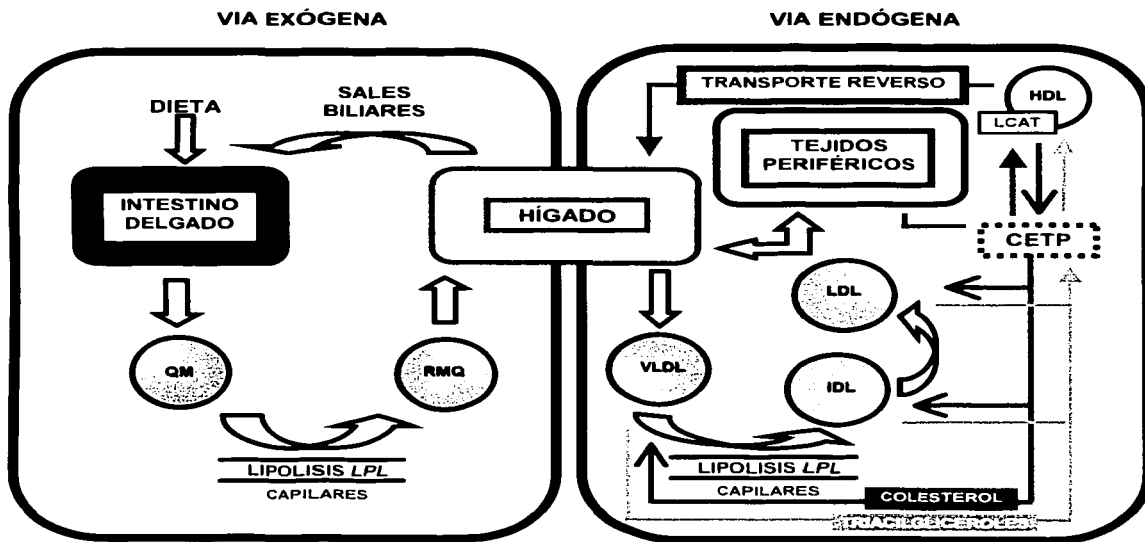 VIA EXÓGENA
DIETA
SALES
BILIARES
INTESTINO
DELGADO
HÍGADO
QM
RMQ
LIPOLISIS LPL
CAPILARES
VIA ENDÓGENA
TRANSPORTE REVERSO
HDL
LCAT
TEJIDOS
PERIFÉRICOS
CETP
LDL
VLDL
IDL
LIPOLISIS LPL
CAPILARES
COLESTEROL
TRIACILGLICEROLES